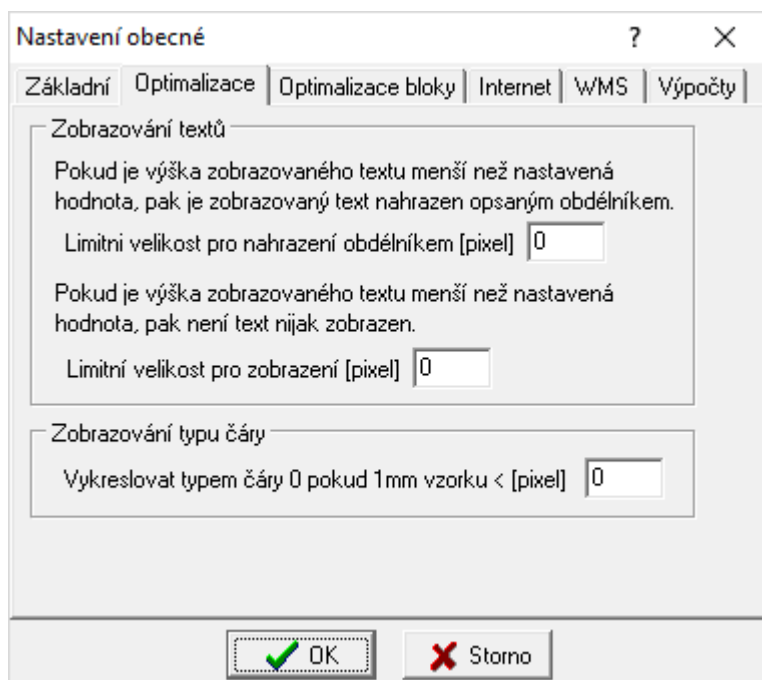 Nastavení obecné ?
Základní Optimalizace Optimalizace bloky Internet WMS Výpočty
Zobrazování textů
Pokud je výška zobrazovaného textu menší než nastavená
hodnota, pak je zobrazovaný text nahrazen opsaným obdélníkem.
Limitni velikost pro nahrazení obdélníkem [pixel] 0
Pokud je výška zobrazovaného textu menší než nastavená
hodnota, pak není text nijak zobrazen.
Limitní velikost pro zobrazení [pixel] 0
Zobrazování typu čáry
Vykreslovat typem čáry 0 pokud 1mm vzorku < [pixel] 0
OK Storno